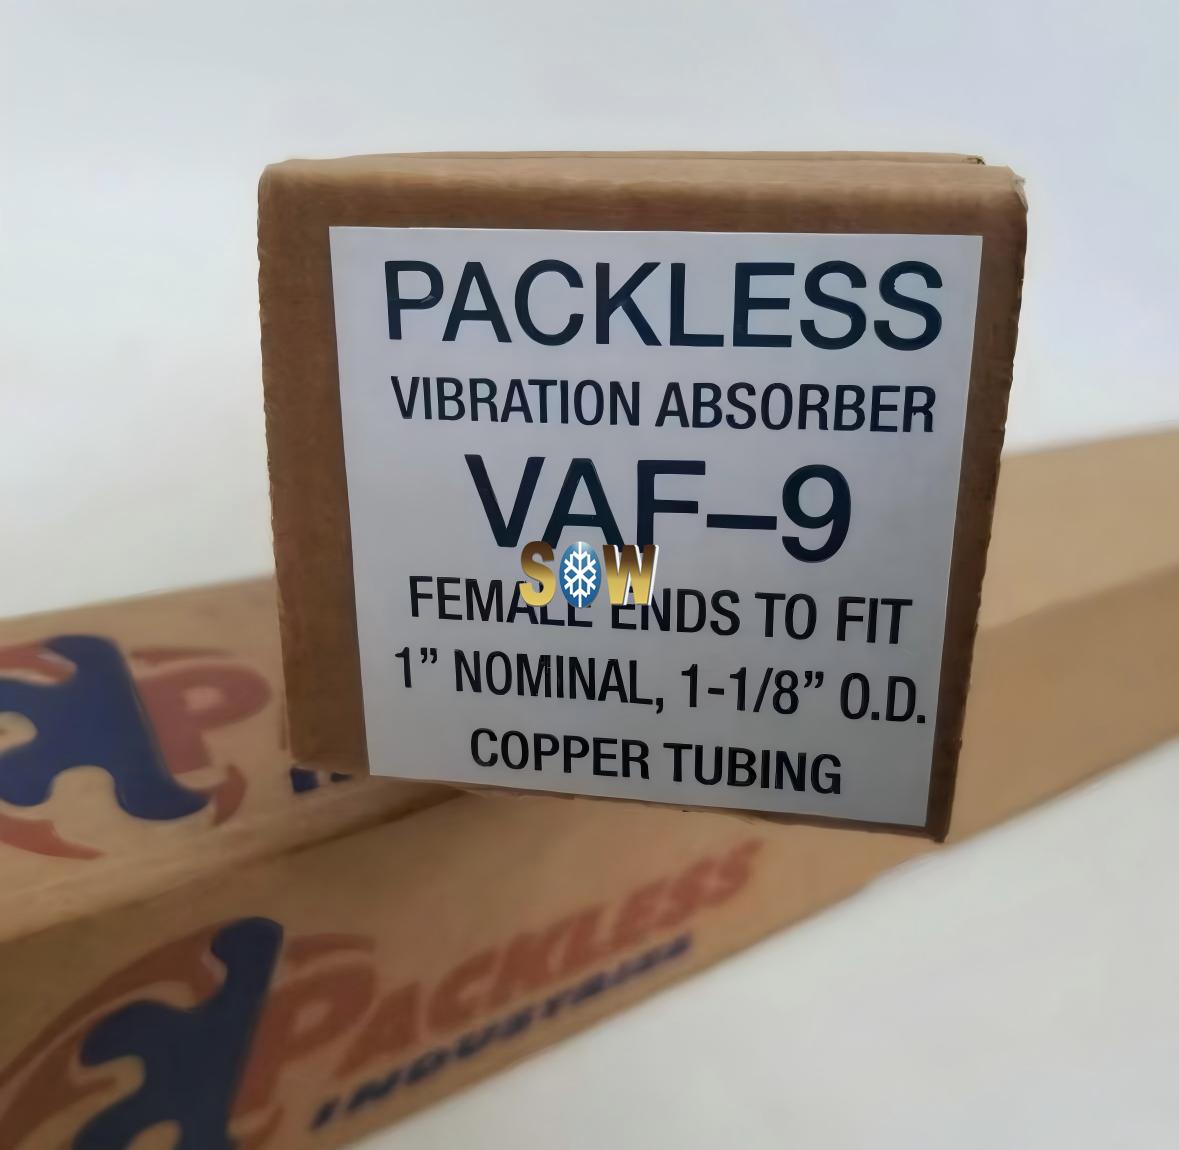 PACKLESS
VIBRATION ABSORBER
VAF–9
SOW
FEMALE ENDS TO FIT
1” NOMINAL, 1-1/8” O.D.
COPPER TUBING
P
PACKLESS
INDUSTRIES